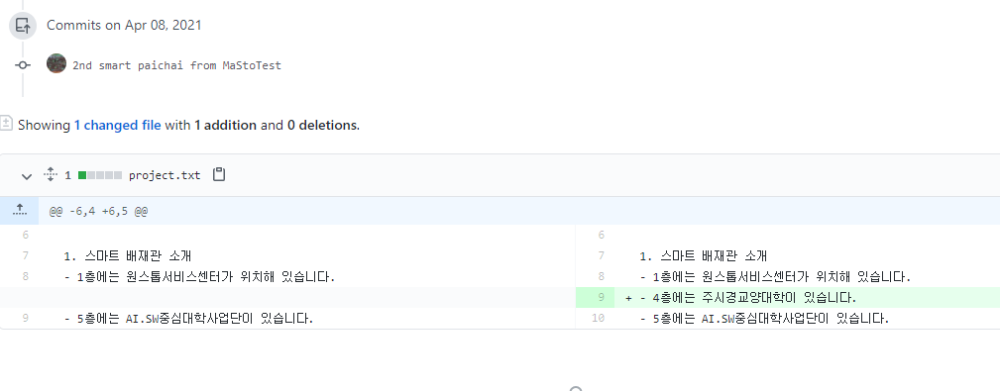 Commits on Apr 08, 2021
2nd smart paichai from MaStoTest
Showing 1 changed file with 1 addition and 0 deletions.
1 project.txt
@@ -6,4 +6,5 @@
6 6
7 1. 스마트 배재관 소개 7 1. 스마트 배재관 소개
8 - 1층에는 원스톱서비스센터가 위치해 있습니다. 8 - 1층에는 원스톱서비스센터가 위치해 있습니다.
9 + - 4층에는 주시경교양대학이 있습니다.
9 - 5층에는 AI.SW중심대학사업단이 있습니다. 10 - 5층에는 AI.SW중심대학사업단이 있습니다.